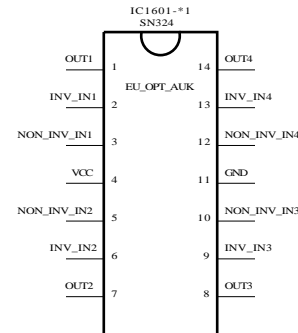 IC1601-*1
SN324
EU_OPT_AUK
OUT1 1 14 OUT4
INV_IN1 2 13 INV_IN4
NON_INV_IN1 3 12 NON_INV_IN4
VCC 4 11 GND
NON_INV_IN2 5 10 NON_INV_IN3
INV_IN2 6 9 INV_IN3
OUT2 7 8 OUT3